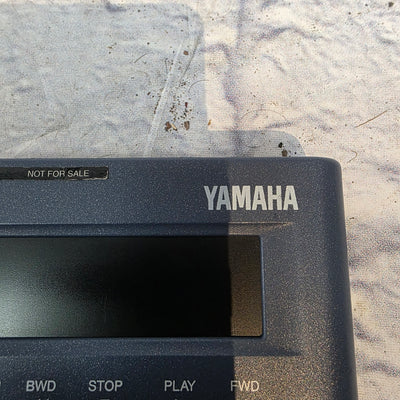 NOT FOR SALE
YAMAHA
BWD STOP PLAY FWD